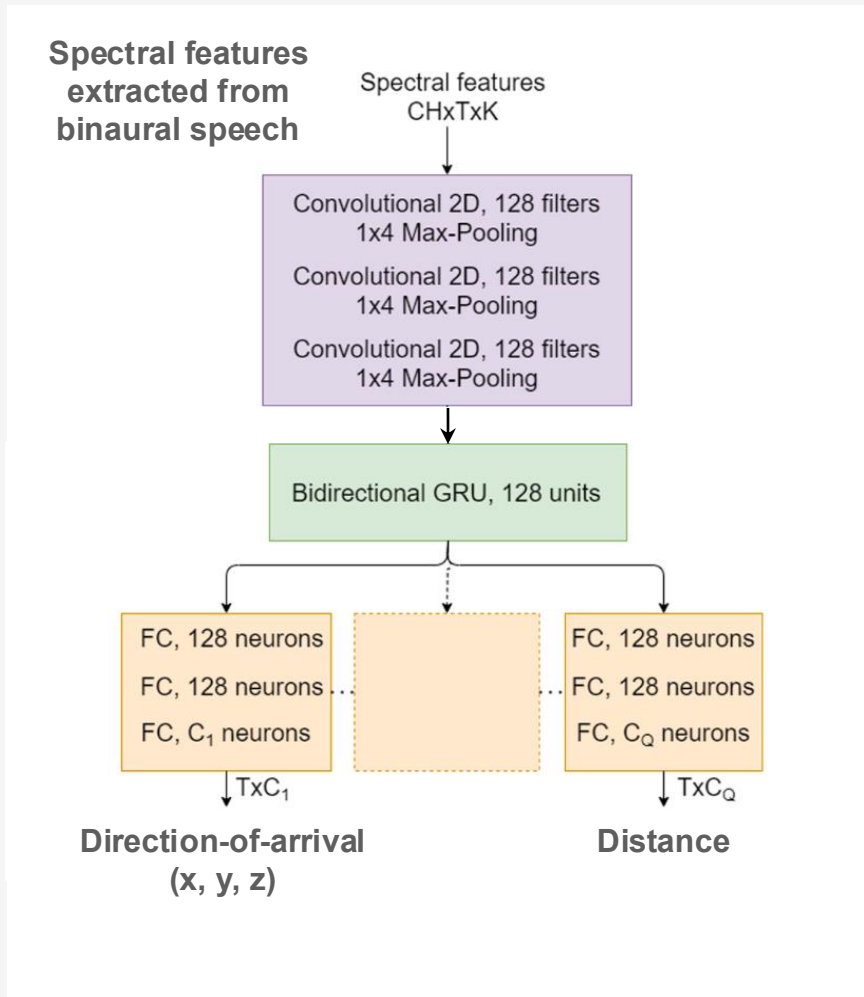 Spectral features
extracted from
binaural speech
Spectral features
CHxTxK
Convolutional 2D, 128 filters
1x4 Max-Pooling
Convolutional 2D, 128 filters
1x4 Max-Pooling
Convolutional 2D, 128 filters
1x4 Max-Pooling
Bidirectional GRU, 128 units
FC, 128 neurons
FC, 128 neurons
FC, C₁ neurons
...
...
FC, 128 neurons
FC, 128 neurons
FC, C_Q neurons
TxC₁
TxC_Q
Direction-of-arrival
(x, y, z)
Distance